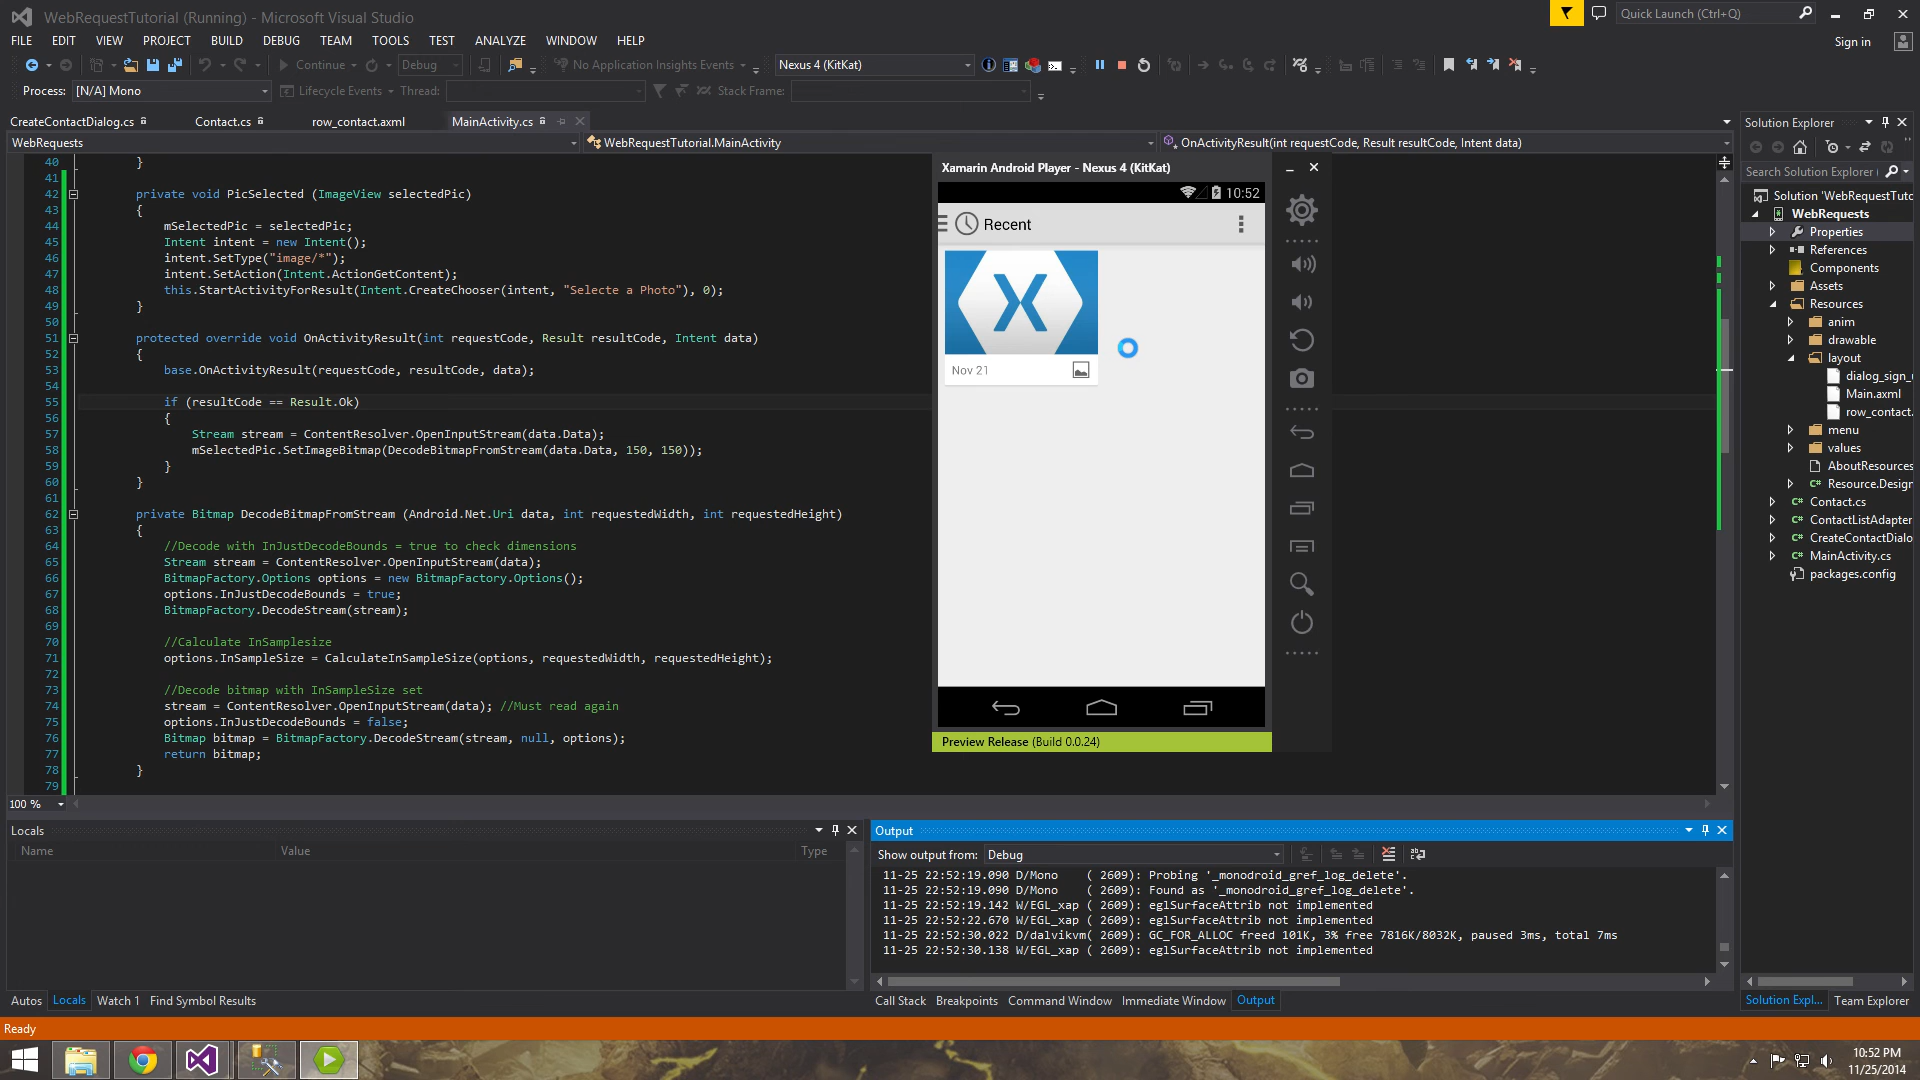 WebRequestTutorial (Running) - Microsoft Visual Studio
Quick Launch (Ctrl+Q)
FILE EDIT VIEW PROJECT BUILD DEBUG TEAM TOOLS TEST ANALYZE WINDOW HELP
Sign in
Continue Debug No Application Insights Events Nexus 4 (KitKat)
Process: [N/A] Mono Lifecycle Events Thread: Stack Frame:
CreateContactDialog.cs Contact.cs row_contact.axml MainActivity.cs
WebRequests WebRequestTutorial.MainActivity OnActivityResult(int requestCode, Result resultCode, Intent data)
40 }
41
42 private void PicSelected (ImageView selectedPic)
43 {
44 mSelectedPic = selectedPic;
45 Intent intent = new Intent();
46 intent.SetType("image/*");
47 intent.SetAction(Intent.ActionGetContent);
48 this.StartActivityForResult(Intent.CreateChooser(intent, "Selecte a Photo"), 0);
49 }
50
51 protected override void OnActivityResult(int requestCode, Result resultCode, Intent data)
52 {
53 base.OnActivityResult(requestCode, resultCode, data);
54
55 if (resultCode == Result.Ok)
56 {
57 Stream stream = ContentResolver.OpenInputStream(data.Data);
58 mSelectedPic.SetImageBitmap(DecodeBitmapFromStream(data.Data, 150, 150));
59 }
60 }
61
62 private Bitmap DecodeBitmapFromStream (Android.Net.Uri data, int requestedWidth, int requestedHeight)
63 {
64 //Decode with InJustDecodeBounds = true to check dimensions
65 Stream stream = ContentResolver.OpenInputStream(data);
66 BitmapFactory.Options options = new BitmapFactory.Options();
67 options.InJustDecodeBounds = true;
68 BitmapFactory.DecodeStream(stream);
69
70 //Calculate InSamplesize
71 options.InSampleSize = CalculateInSampleSize(options, requestedWidth, requestedHeight);
72
73 //Decode bitmap with InSampleSize set
74 stream = ContentResolver.OpenInputStream(data); //Must read again
75 options.InJustDecodeBounds = false;
76 Bitmap bitmap = BitmapFactory.DecodeStream(stream, null, options);
77 return bitmap;
78 }
79
100 %
Xamarin Android Player - Nexus 4 (KitKat)
10:52
Recent
X
Nov 21
Preview Release (Build 0.0.24)
Solution Explorer
Search Solution Explorer (
Solution 'WebRequestTuto
WebRequests
Properties
References
Components
Assets
Resources
anim
drawable
layout
dialog_sign_
Main.axml
row_contact.
menu
values
AboutResources
Resource.Design
Contact.cs
ContactListAdapter
CreateContactDialo
MainActivity.cs
packages.config
Solution Expl... Team Explorer
Locals
Name Value Type
Autos Locals Watch 1 Find Symbol Results
Output
Show output from: Debug
11-25 22:52:19.090 D/Mono ( 2609): Probing '_monodroid_gref_log_delete'.
11-25 22:52:19.090 D/Mono ( 2609): Found as '_monodroid_gref_log_delete'.
11-25 22:52:19.142 W/EGL_xap ( 2609): eglSurfaceAttrib not implemented
11-25 22:52:22.670 W/EGL_xap ( 2609): eglSurfaceAttrib not implemented
11-25 22:52:30.022 D/dalvikvm( 2609): GC_FOR_ALLOC freed 101K, 3% free 7816K/8032K, paused 3ms, total 7ms
11-25 22:52:30.138 W/EGL_xap ( 2609): eglSurfaceAttrib not implemented
Call Stack Breakpoints Command Window Immediate Window Output
Ready
10:52 PM
11/25/2014